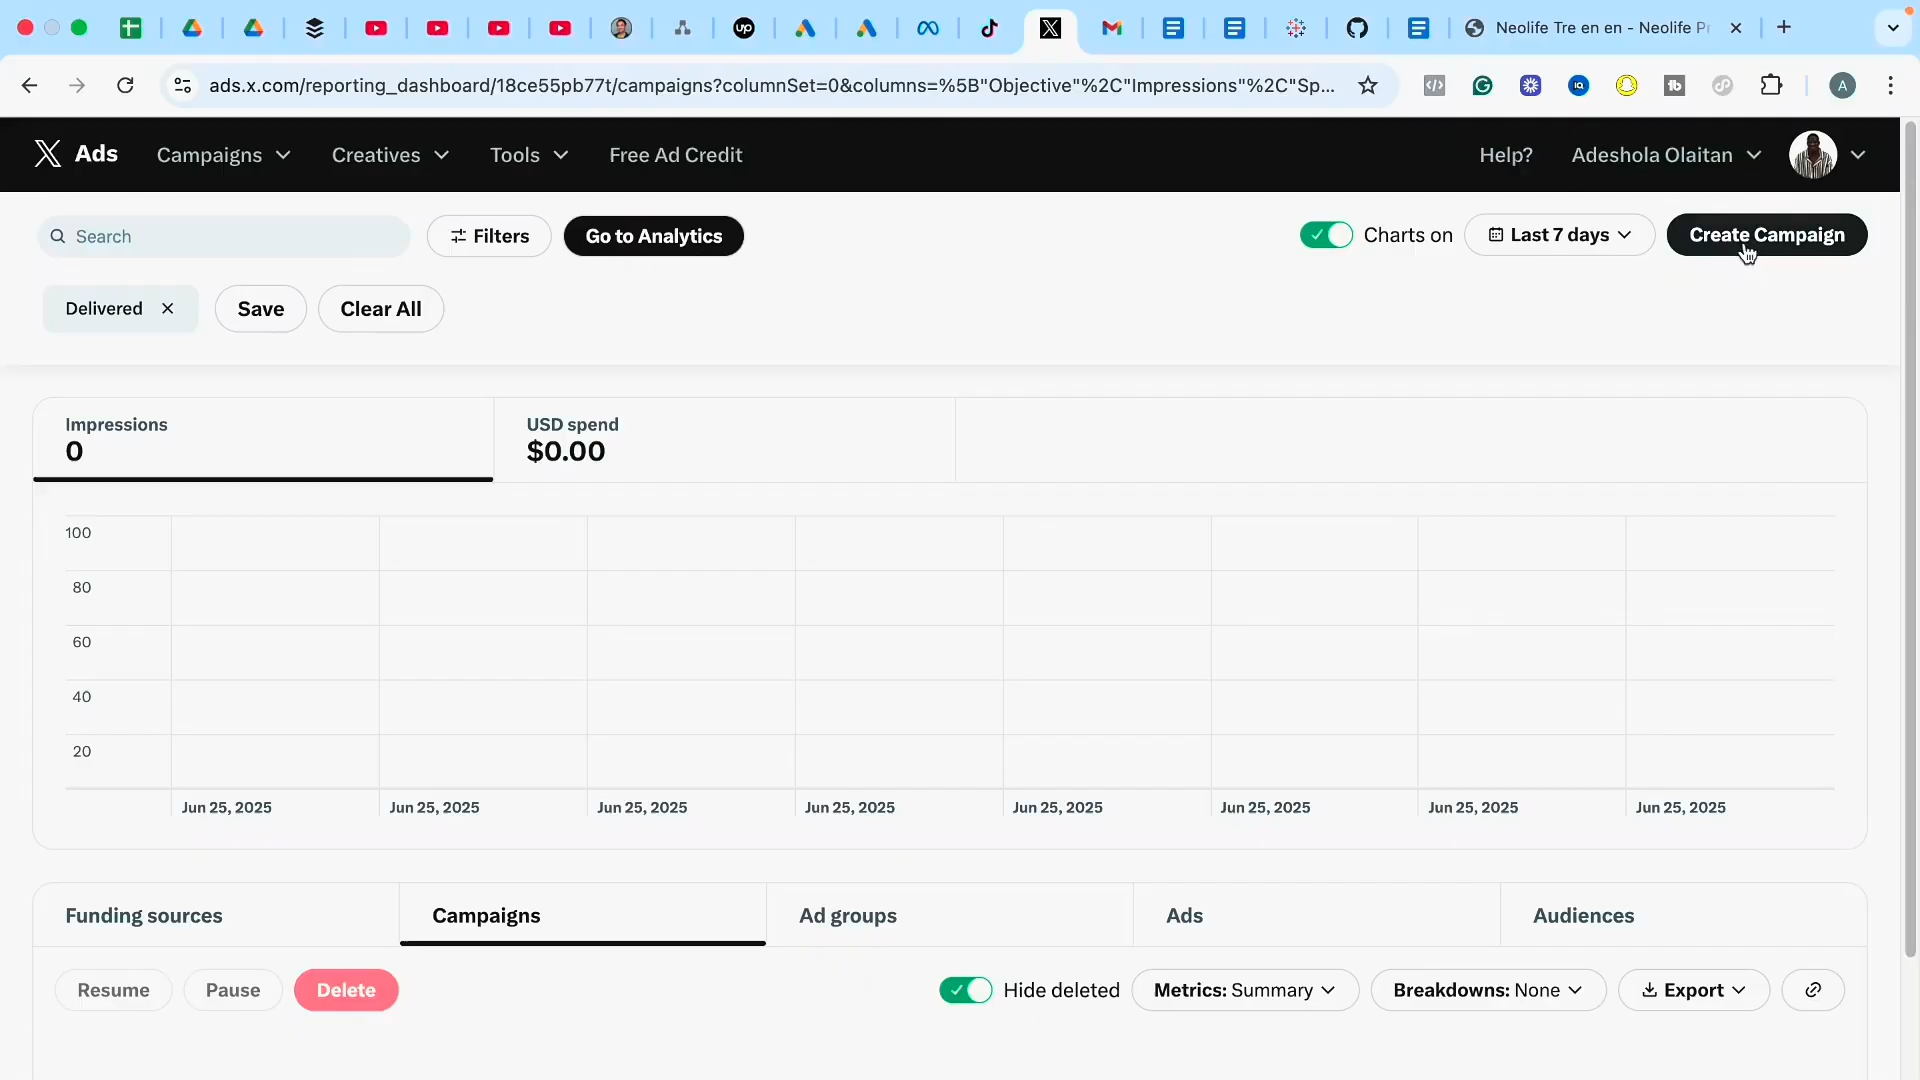 Neolife Tre en en - Neolife Pr
ads.x.com/reporting_dashboard/18ce55pb77t/campaigns?columnSet=0&columns=%5B"Objective"%2C"Impressions"%2C"Sp...
A
X Ads Campaigns Creatives Tools Free Ad Credit Help? Adeshola Olaitan
Search Filters Go to Analytics Charts on Last 7 days Create Campaign
Delivered Save Clear All
Impressions USD spend
0 $0.00
100
80
60
40
20
Jun 25, 2025 Jun 25, 2025 Jun 25, 2025 Jun 25, 2025 Jun 25, 2025 Jun 25, 2025 Jun 25, 2025 Jun 25, 2025
Funding sources Campaigns Ad groups Ads Audiences
Resume Pause Delete Hide deleted Metrics: Summary Breakdowns: None Export